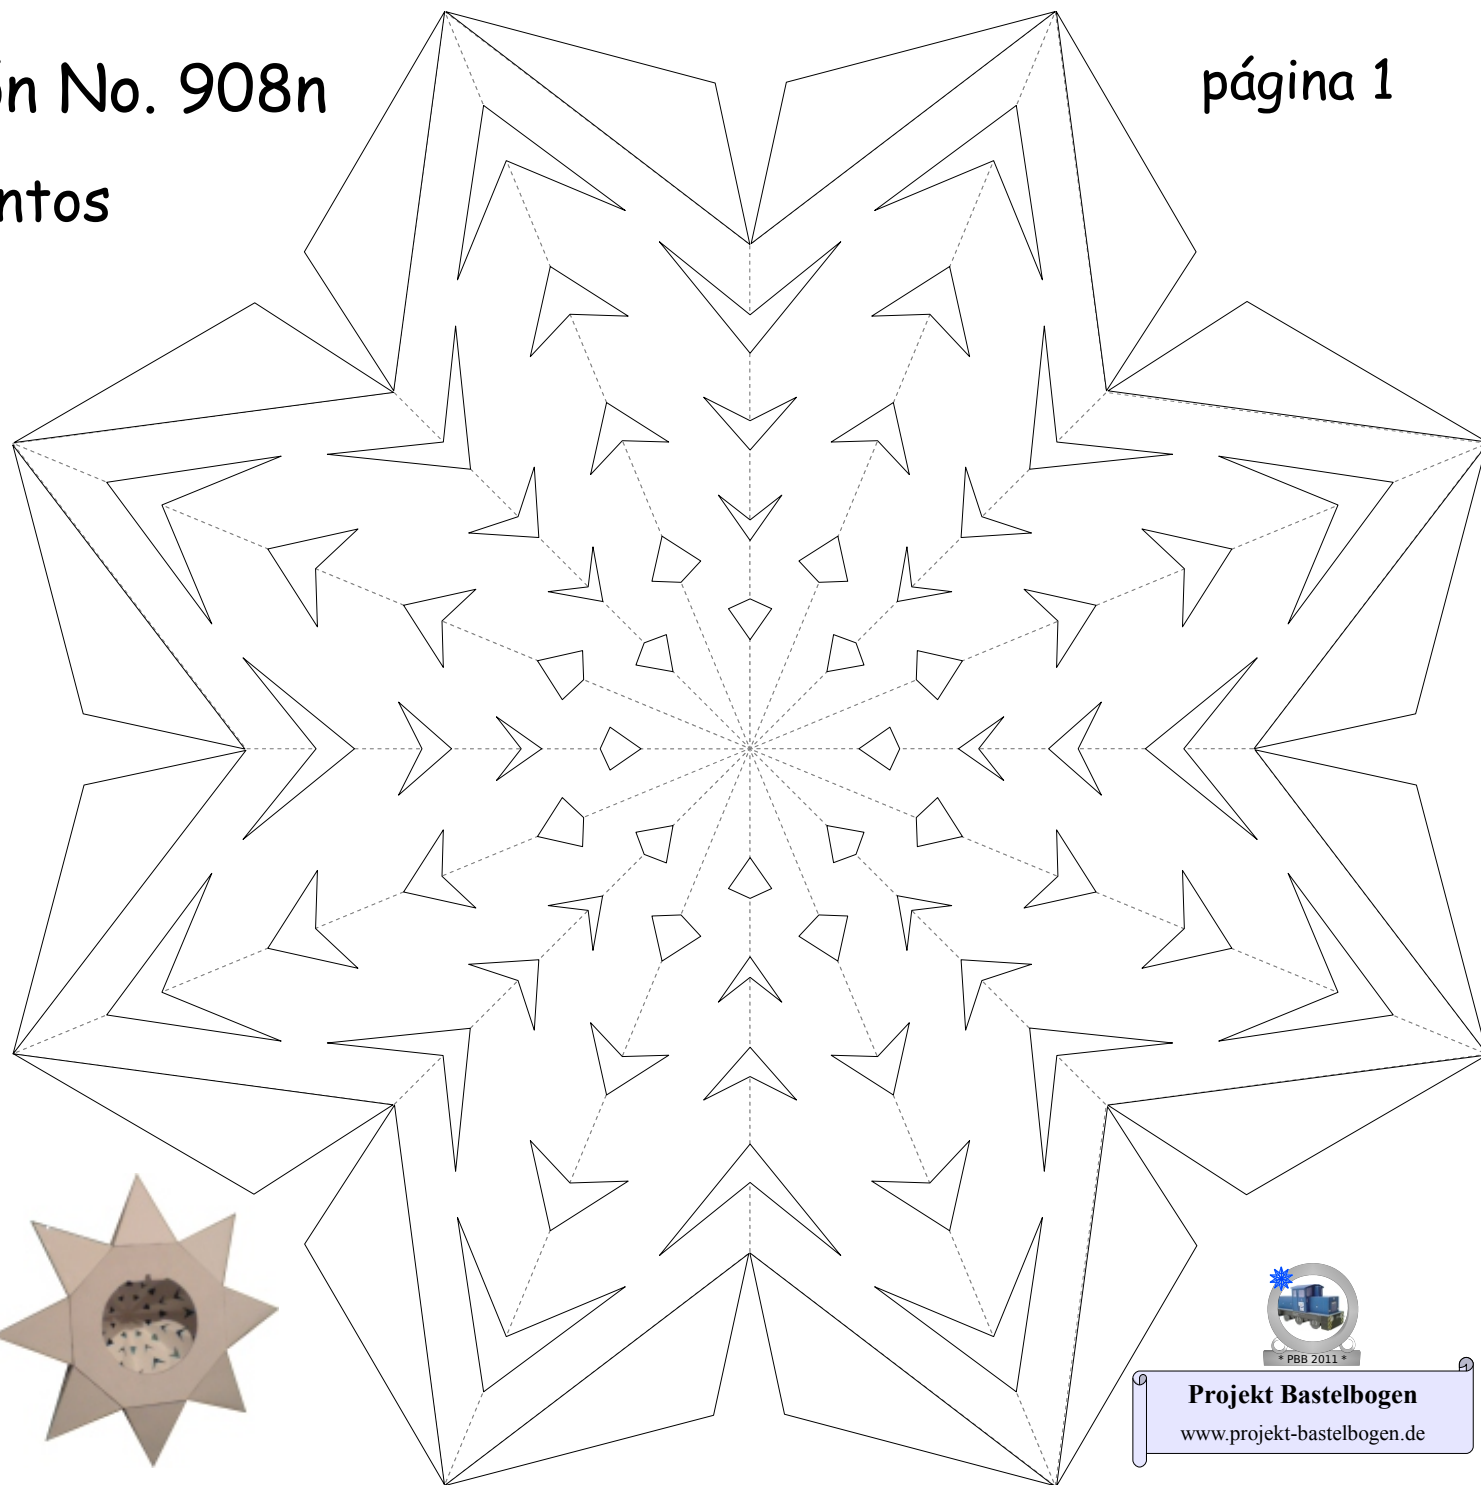 ón No. 908n
página 1
ntos
* PBB 2011 *
Projekt Bastelbogen
www.projekt-bastelbogen.de